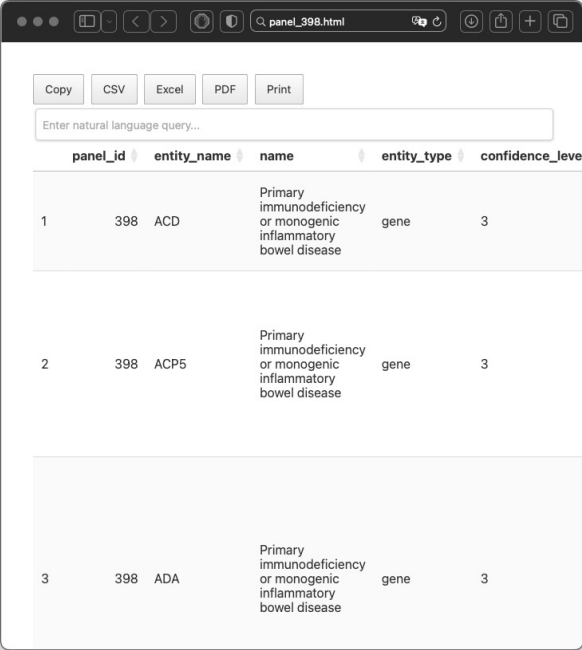 panel_398.html
Copy CSV Excel PDF Print
Enter natural language query...
panel_id entity_name name entity_type confidence_leve
1 398 ACD Primary immunodeficiency or monogenic inflammatory bowel disease gene 3
2 398 ACP5 Primary immunodeficiency or monogenic inflammatory bowel disease gene 3
3 398 ADA Primary immunodeficiency or monogenic inflammatory bowel disease gene 3